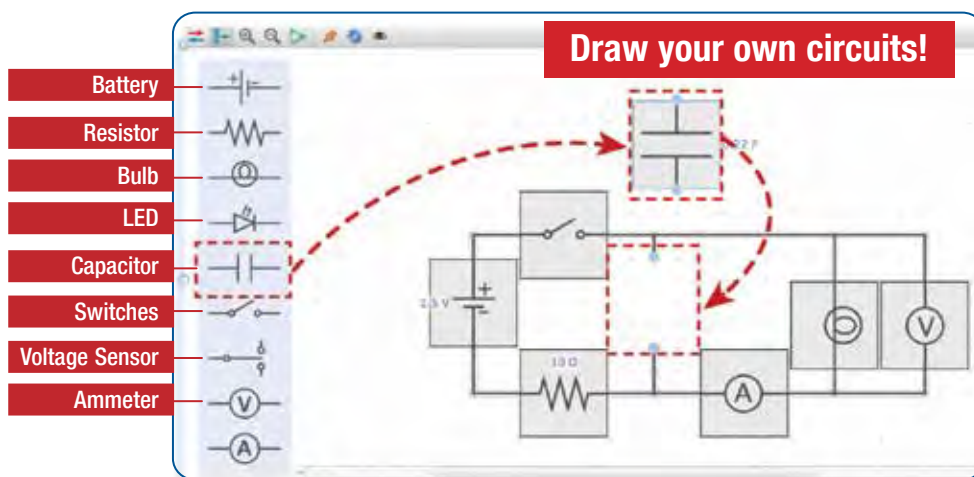 Draw your own circuits!
Battery
Resistor
Bulb
LED
Capacitor
Switches
Voltage Sensor
Ammeter
V
A
+
-
+
V
A
V